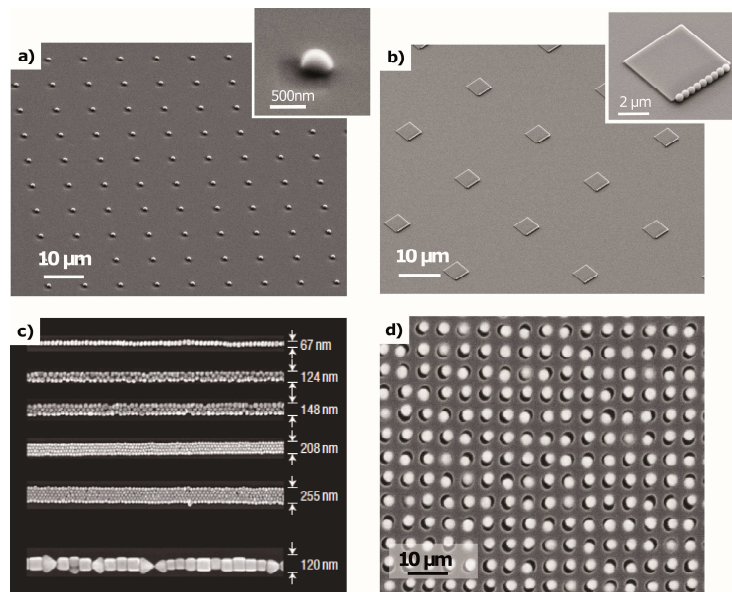 a)
500nm
10 μm
b)
2 μm
10 μm
c)
67 nm
124 nm
148 nm
208 nm
255 nm
120 nm
d)
10 μm